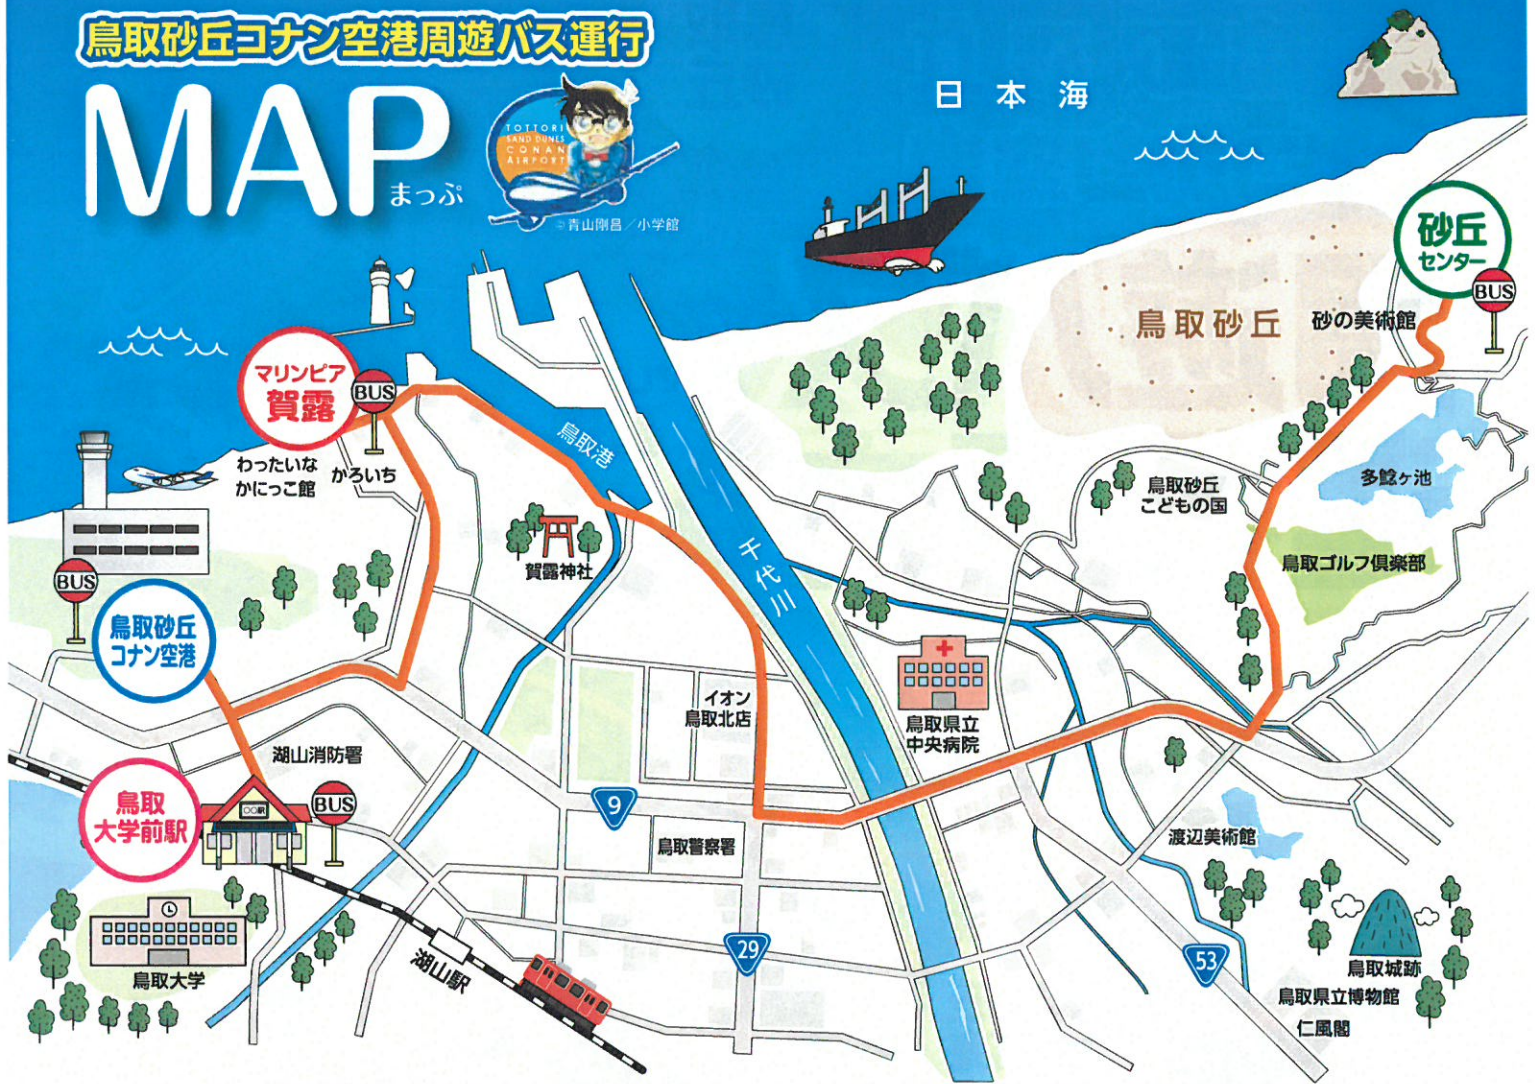 鳥取砂丘コナン空港周遊バス運行
MAP
まっぷ
TOTTORI
SAND DUNES
CONAN
AIRPORT
©青山剛昌／小学館
日本海
砂丘
センター
BUS
鳥取砂丘
砂の美術館
マリンピア
賀露
BUS
鳥取港
わったいな
かにっこ館
かろいち
多鯰ヶ池
鳥取砂丘
こどもの国
賀露神社
千代川
鳥取ゴルフ倶楽部
BUS
鳥取砂丘
コナン空港
イオン
鳥取北店
鳥取県立
中央病院
湖山消防署
鳥取
大学前駅
〇〇駅
BUS
9
鳥取警察署
渡辺美術館
29
53
湖山駅
鳥取大学
鳥取城跡
鳥取県立博物館
仁風閣